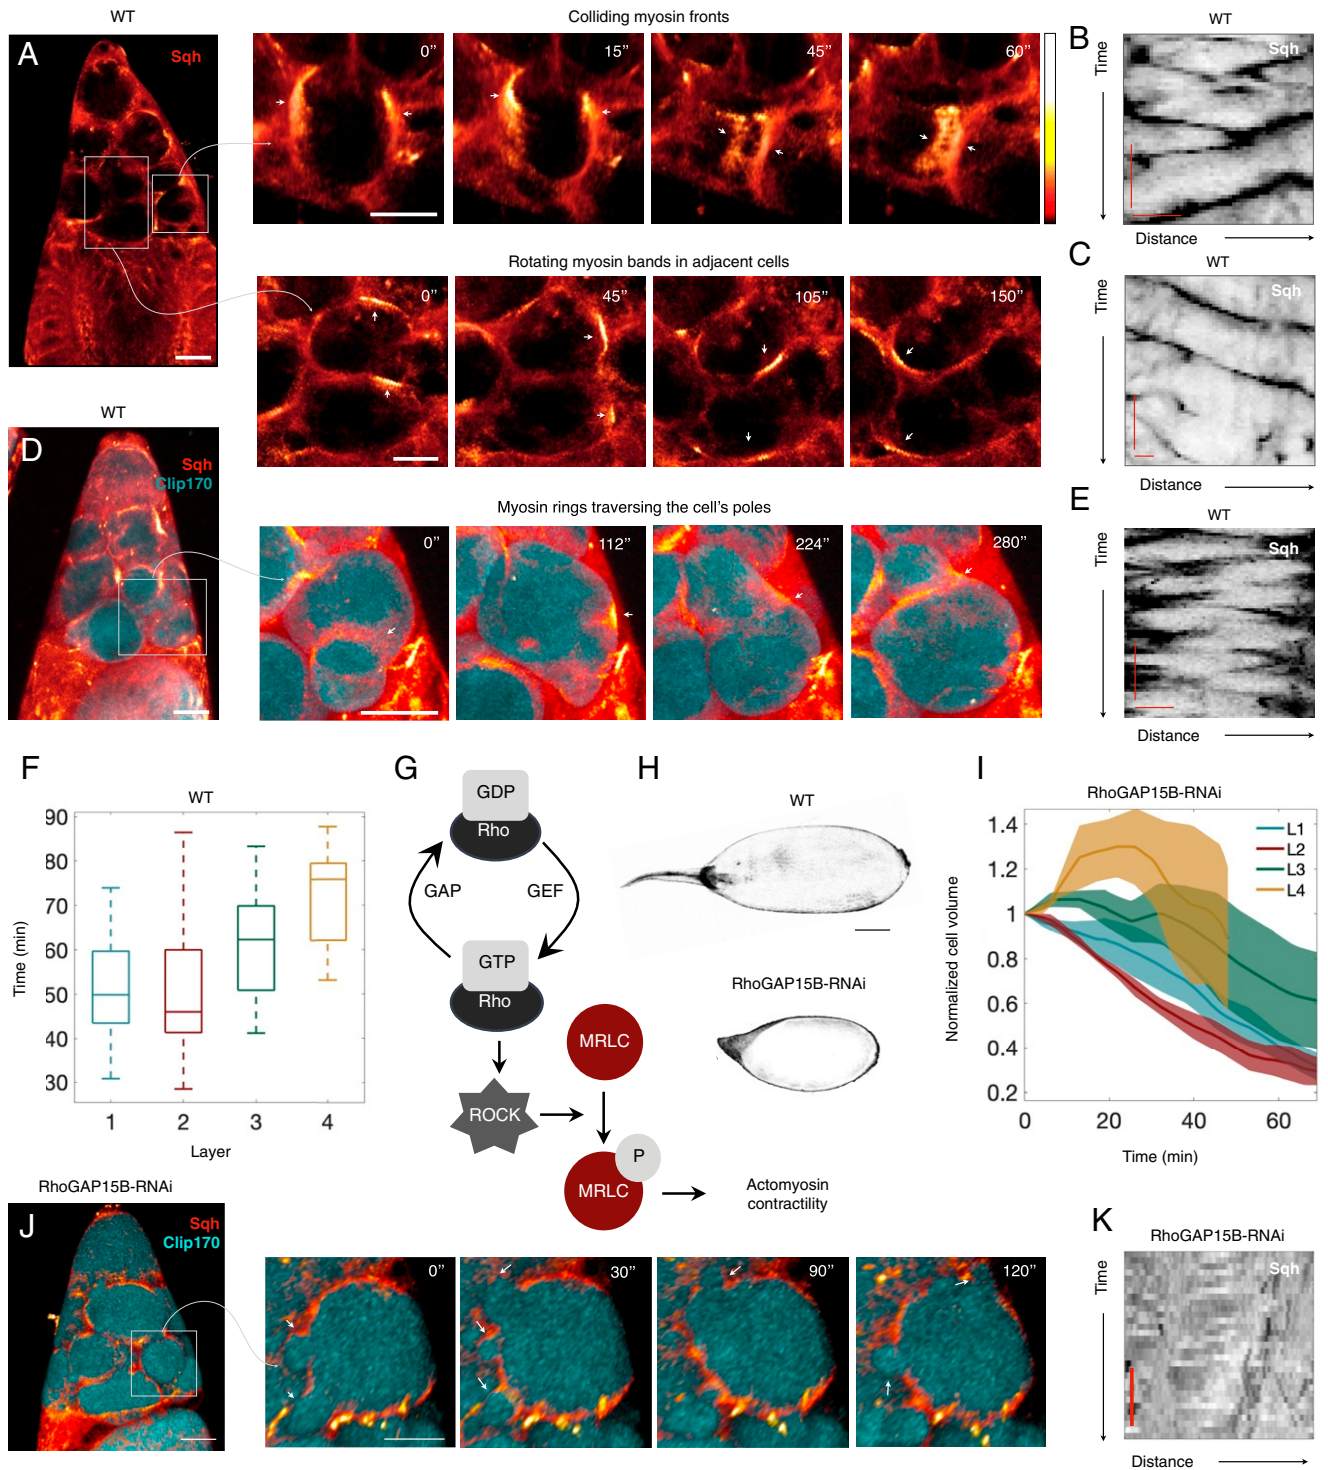 WT
A
Sqh
Colliding myosin fronts
0’’
15’’
45’’
60’’
B
WT
Sqh
Time
Distance
Rotating myosin bands in adjacent cells
0’’
45’’
105’’
150’’
C
WT
Sqh
Time
Distance
WT
D
Sqh
Clip170
Myosin rings traversing the cell’s poles
0’’
112’’
224’’
280’’
E
WT
Sqh
Time
Distance
F
WT
90
80
70
60
50
40
30
Time (min)
1 2 3 4
Layer
G
GDP
Rho
GAP
GEF
GTP
Rho
MRLC
ROCK
P
MRLC
Actomyosin
contractility
H
WT
RhoGAP15B-RNAi
I
RhoGAP15B-RNAi
L1
L2
L3
L4
1.4
1.2
1
0.8
0.6
0.4
0.2
Normalized cell volume
0 20 40 60
Time (min)
RhoGAP15B-RNAi
J
Sqh
Clip170
0’’
30’’
90’’
120’’
K
RhoGAP15B-RNAi
Sqh
Time
Distance